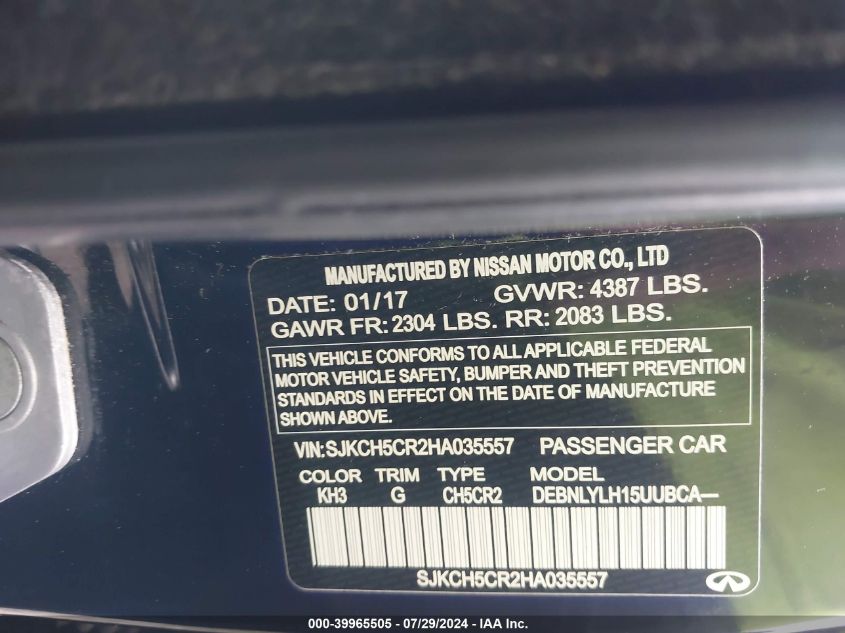 MANUFACTURED BY NISSAN MOTOR CO., LTD
DATE: 01/17 GVWR: 4387 LBS.
GAWR FR: 2304 LBS. RR: 2083 LBS.
THIS VEHICLE CONFORMS TO ALL APPLICABLE FEDERAL
MOTOR VEHICLE SAFETY, BUMPER AND THEFT PREVENTION
STANDARDS IN EFFECT ON THE DATE OF MANUFACTURE
SHOWN ABOVE.
VIN:SJKCH5CR2HA035557 PASSENGER CAR
COLOR TRIM TYPE MODEL
KH3 G CH5CR2 DEBNLYLH15UUBCA—
SJKCH5CR2HA035557
000-39965505 - 07/29/2024 - IAA Inc.